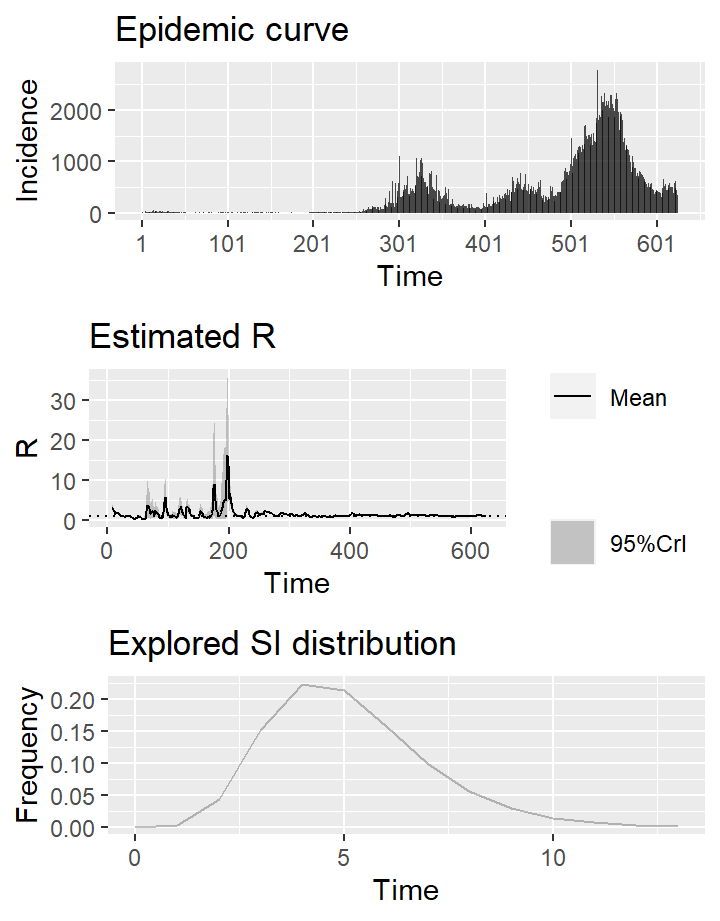 Epidemic curve
Incidence
2000
1000
0
1 101 201 301 401 501 601
Time
Estimated R
R
30
20
10
0
0 200 400 600
Time
Mean
95%CrI
Explored SI distribution
Frequency
0.20
0.15
0.10
0.05
0.00
0 5 10
Time